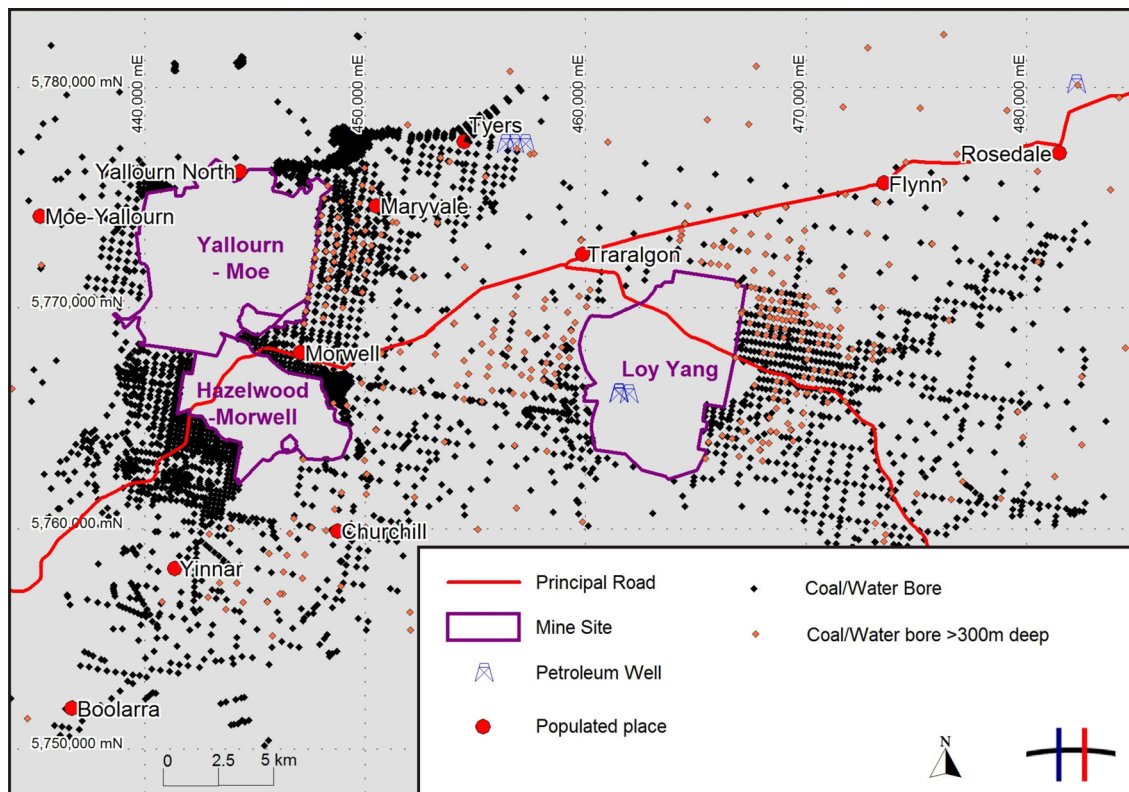 440,000 mE
450,000 mE
460,000 mE
470,000 mE
480,000 mE
5,780,000 mN
Tyers
Rosedale
Yallourn North
Flynn
Maryvale
Moe-Yallourn
Yallourn
- Moe
Traralgon
5,770,000 mN
Morwell
Loy Yang
Hazelwood
-Morwell
5,760,000 mN
Churchill
Yinnar
Boolarra
5,750,000 mN
0 2.5 5 km
Principal Road
Mine Site
Petroleum Well
Populated place
Coal/Water Bore
Coal/Water bore >300m deep
N